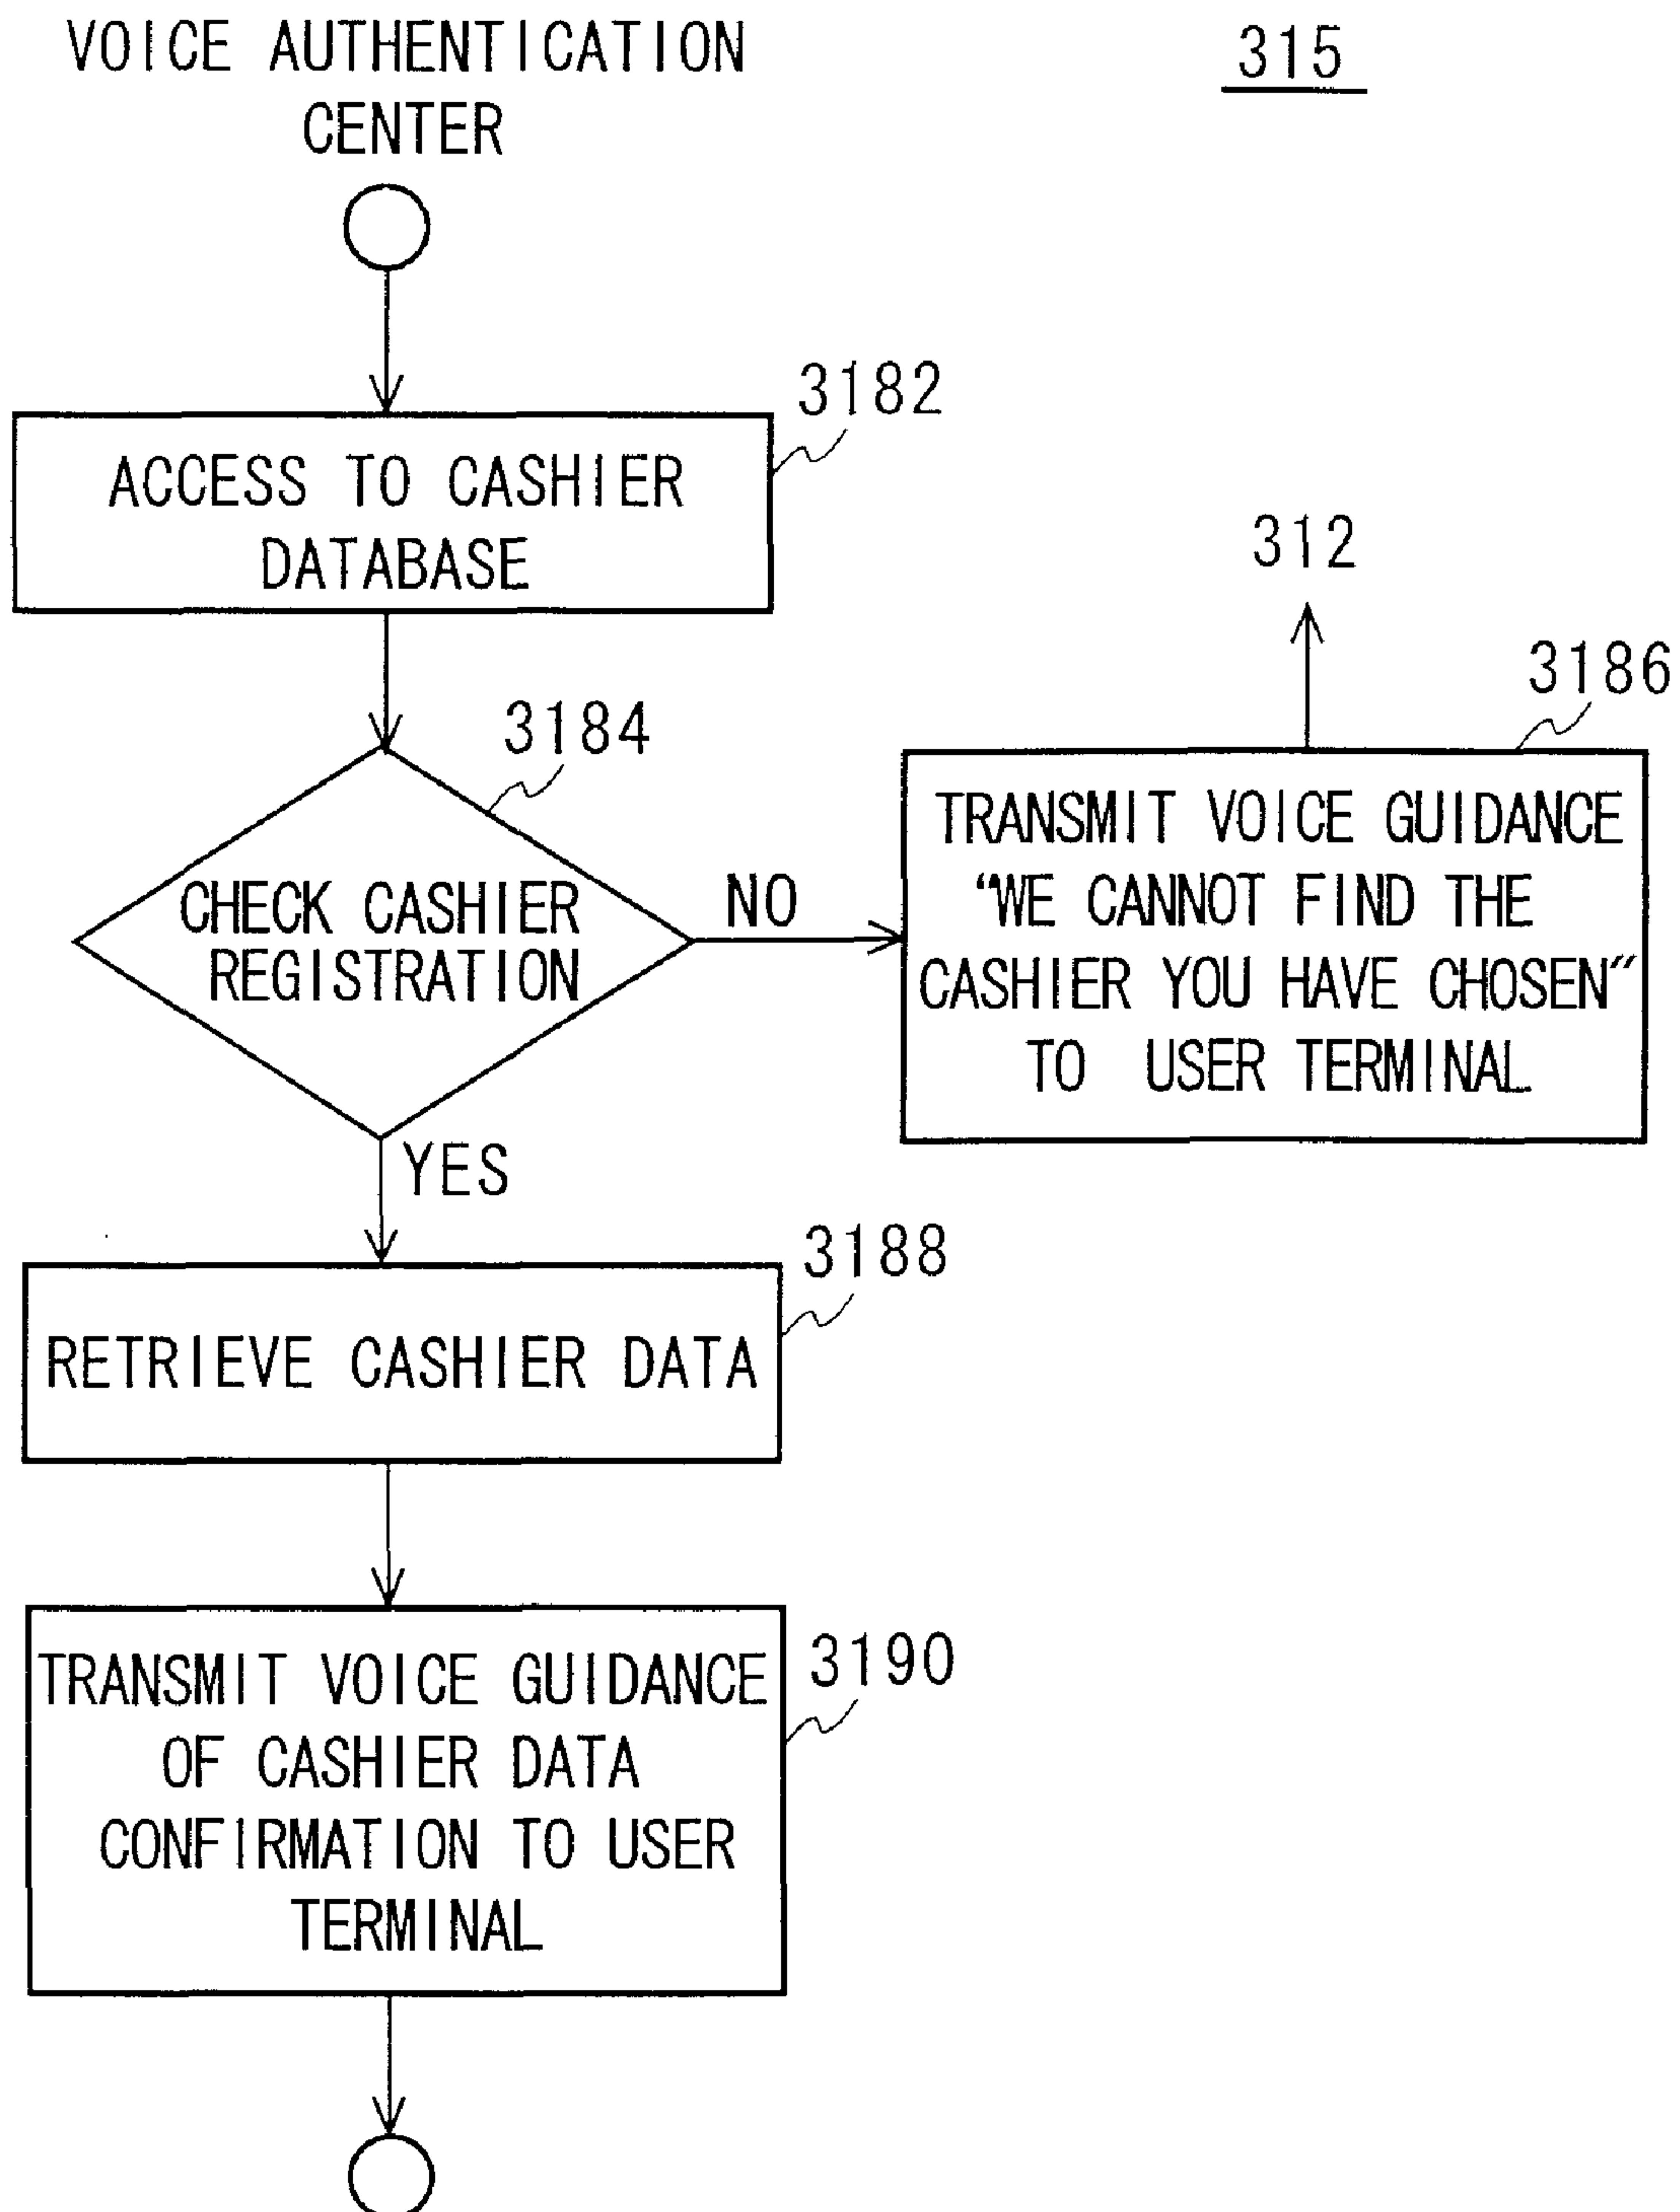 VOICE AUTHENTICATION
CENTER
315
3182
ACCESS TO CASHIER
DATABASE
312
3186
3184
TRANSMIT VOICE GUIDANCE
"WE CANNOT FIND THE
CASHIER YOU HAVE CHOSEN"
TO USER TERMINAL
CHECK CASHIER
REGISTRATION
NO
YES
3188
RETRIEVE CASHIER DATA
3190
TRANSMIT VOICE GUIDANCE
OF CASHIER DATA
CONFIRMATION TO USER
TERMINAL